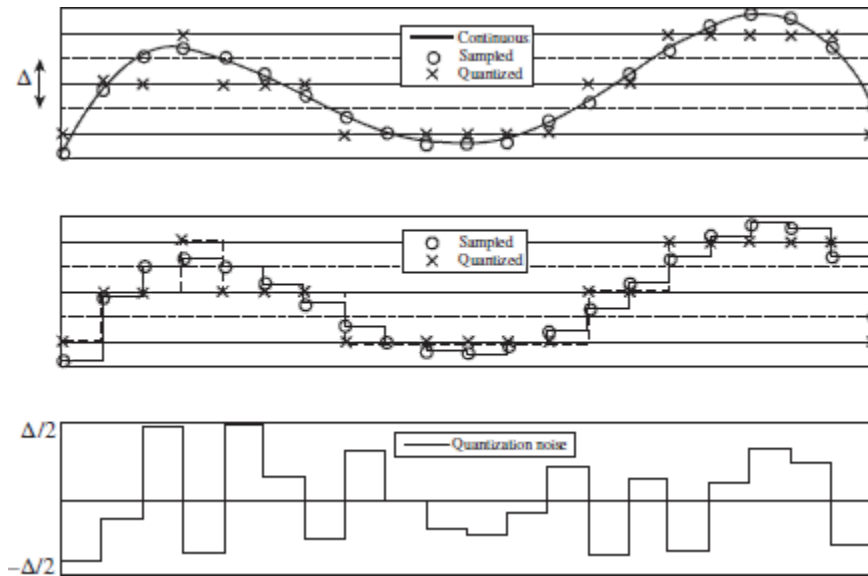 Continuous
Sampled
Quantized
Δ
Sampled
Quantized
Δ/2
Quantization noise
−Δ/2